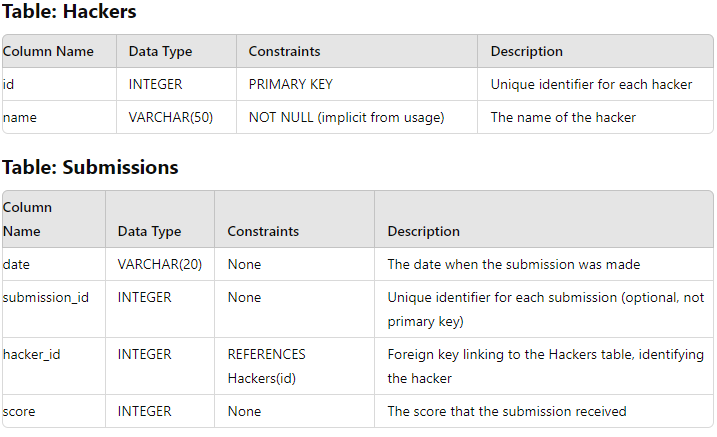 Table: Hackers
Column Name Data Type Constraints Description
id INTEGER PRIMARY KEY Unique identifier for each hacker
name VARCHAR(50) NOT NULL (implicit from usage) The name of the hacker
Table: Submissions
Column
Name Data Type Constraints Description
date VARCHAR(20) None The date when the submission was made
submission_id INTEGER None Unique identifier for each submission (optional, not
primary key)
hacker_id INTEGER REFERENCES Foreign key linking to the Hackers table, identifying
Hackers(id) the hacker
score INTEGER None The score that the submission received